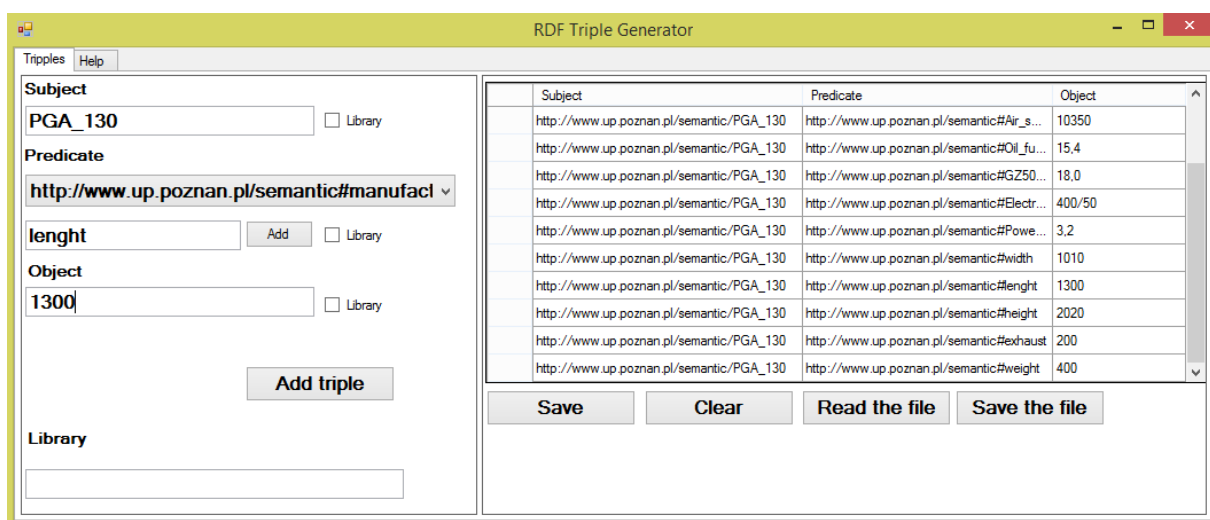 RDF Triple Generator
Tripples Help
Subject
PGA_130 Library
Predicate
http://www.up.poznan.pl/semantic#manufact
lenght Add Library
Object
1300 Library
Add triple
Library
Subject Predicate Object
http://www.up.poznan.pl/semantic/PGA_130 http://www.up.poznan.pl/semantic#Air_s... 10350
http://www.up.poznan.pl/semantic/PGA_130 http://www.up.poznan.pl/semantic#Oil_fu... 15,4
http://www.up.poznan.pl/semantic/PGA_130 http://www.up.poznan.pl/semantic#GZ50... 18,0
http://www.up.poznan.pl/semantic/PGA_130 http://www.up.poznan.pl/semantic#Electr... 400/50
http://www.up.poznan.pl/semantic/PGA_130 http://www.up.poznan.pl/semantic#Powe... 3,2
http://www.up.poznan.pl/semantic/PGA_130 http://www.up.poznan.pl/semantic#width 1010
http://www.up.poznan.pl/semantic/PGA_130 http://www.up.poznan.pl/semantic#lenght 1300
http://www.up.poznan.pl/semantic/PGA_130 http://www.up.poznan.pl/semantic#height 2020
http://www.up.poznan.pl/semantic/PGA_130 http://www.up.poznan.pl/semantic#exhaust 200
http://www.up.poznan.pl/semantic/PGA_130 http://www.up.poznan.pl/semantic#weight 400
Save Clear Read the file Save the file